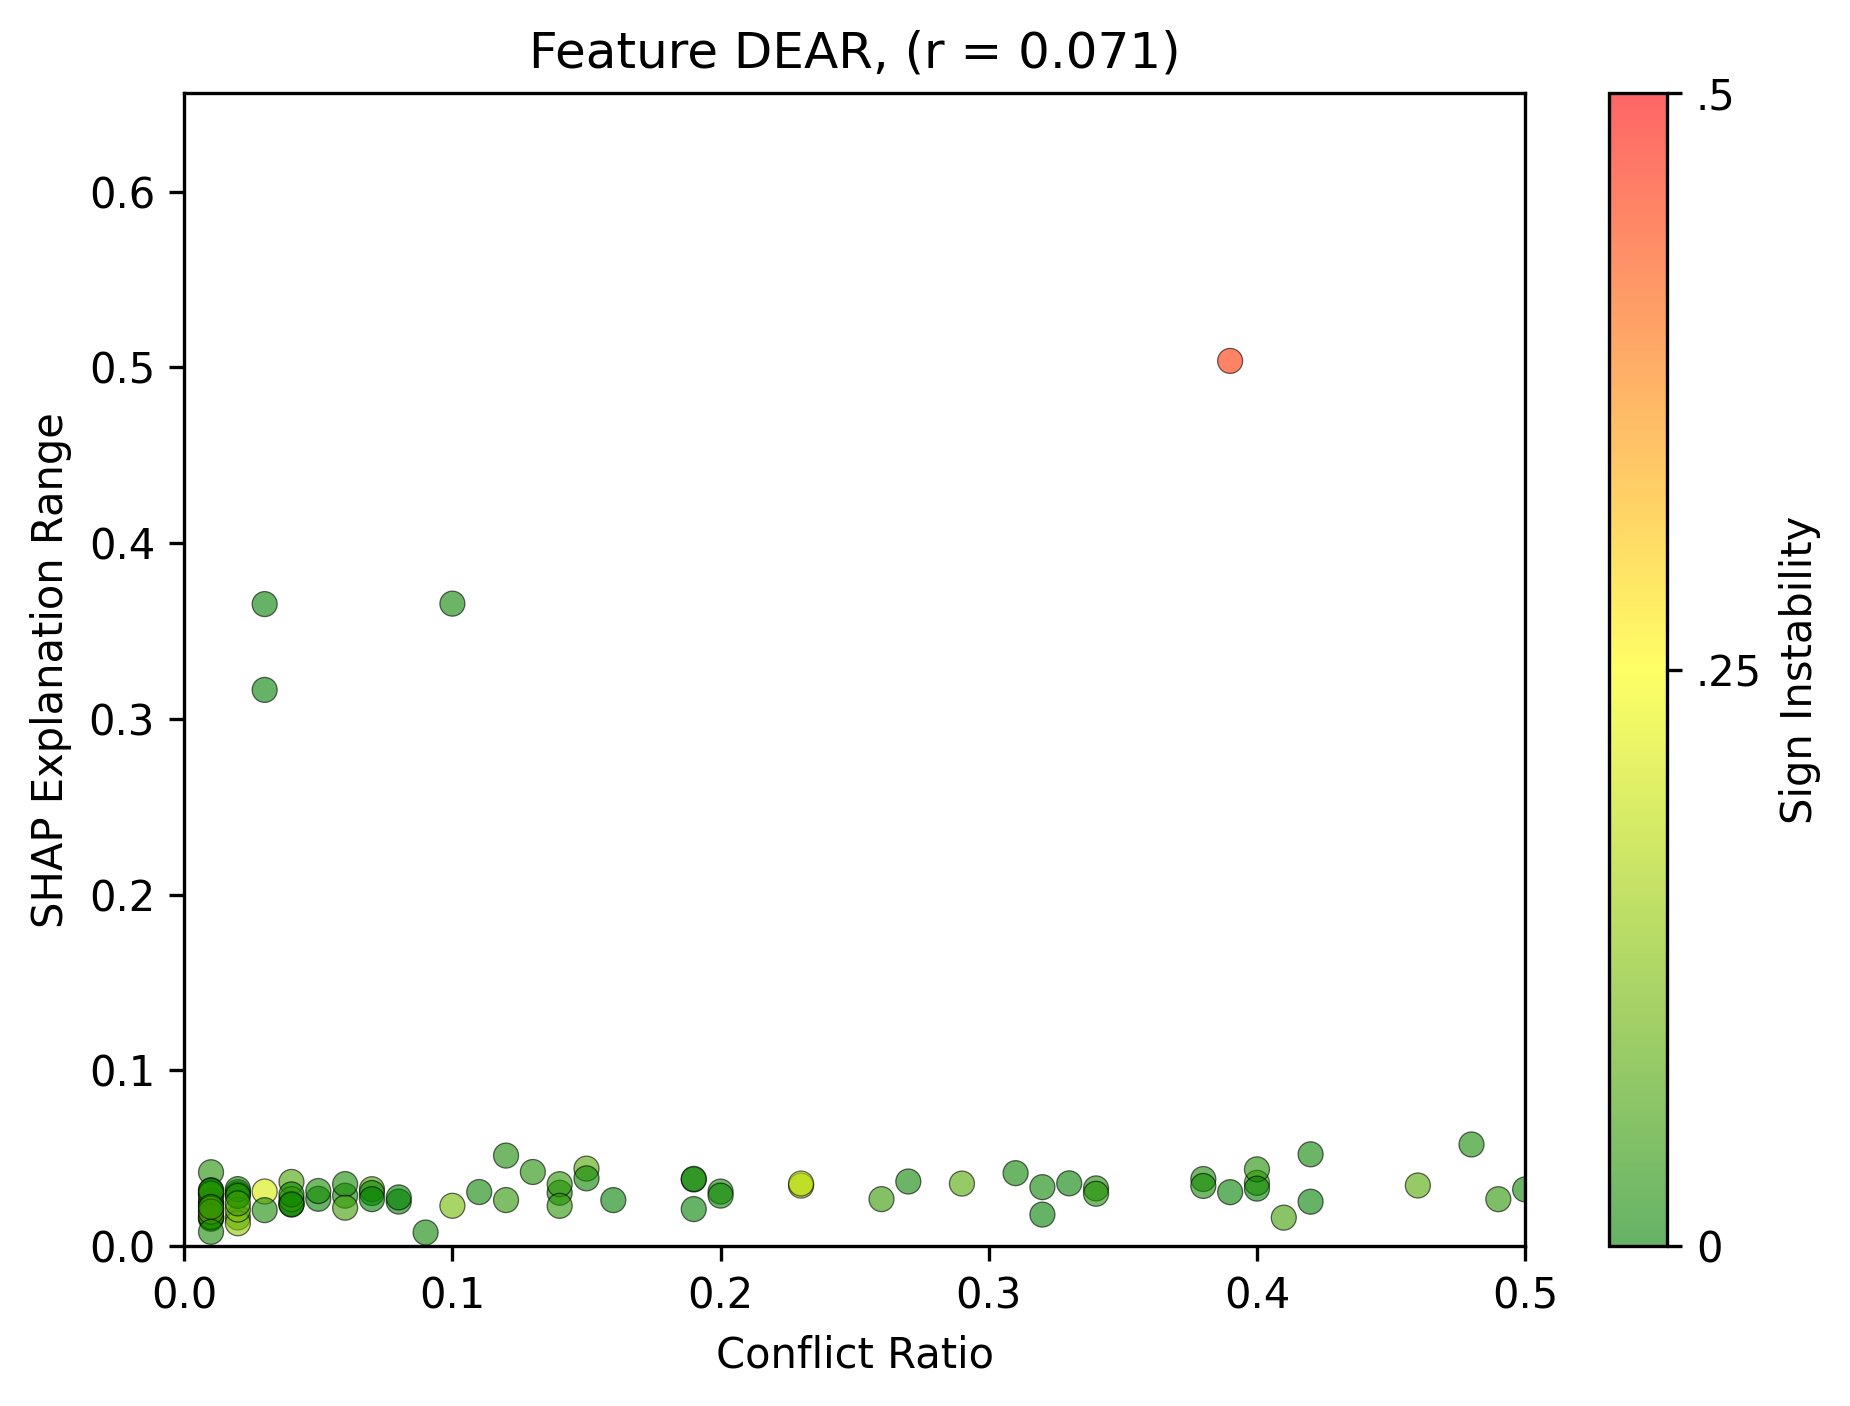 Feature DEAR, (r = 0.071)
SHAP Explanation Range
0.6
0.5
0.4
0.3
0.2
0.1
0.0
0.0 0.1 0.2 0.3 0.4 0.5
Conflict Ratio
.5
.25
0
Sign Instability